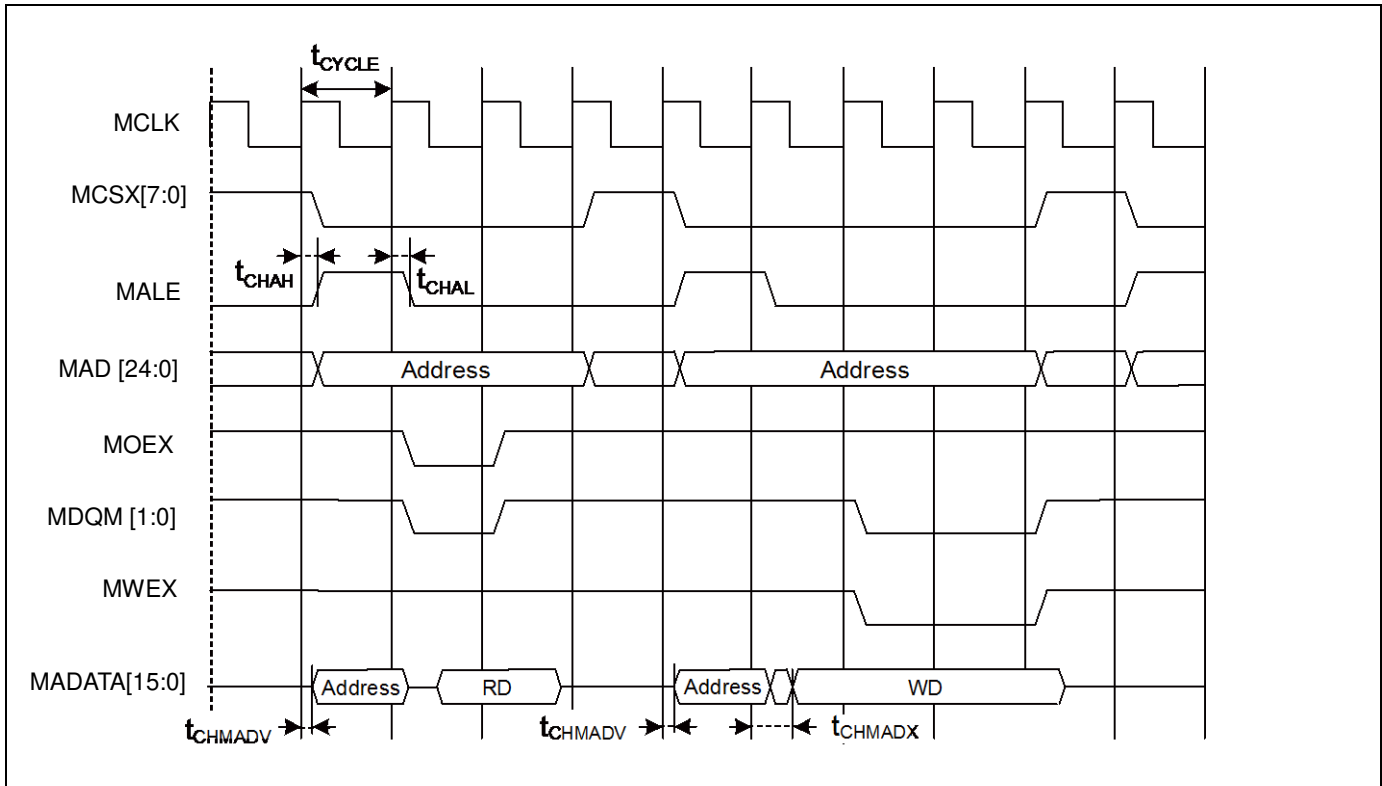 tCYCLE
MCLK
MCSX[7:0]
tCHAH
tCHAL
MALE
MAD [24:0]
Address
Address
MOEX
MDQM [1:0]
MWEX
MADATA[15:0]
Address
RD
Address
WD
tCHMADV
tCHMADV
tCHMADX